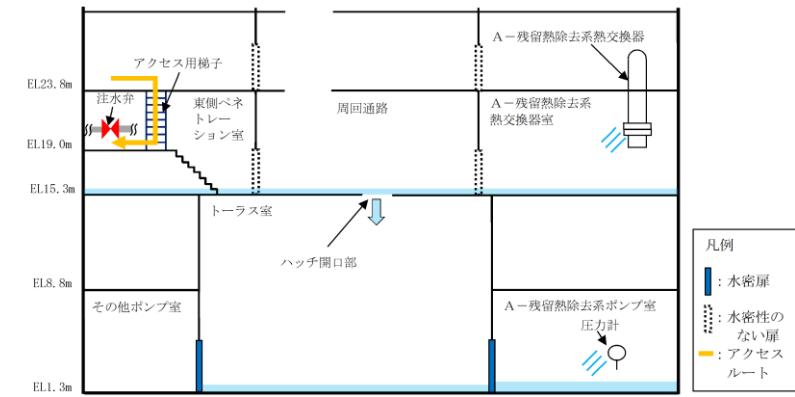 A－残留熱除去系熱交換器
アクセス用梯子
EL23.8m
注水弁
東側ペネ
トレー
ション室
周回通路
A－残留熱除去系
熱交換器室
EL19.0m
EL15.3m
トーラス室
ハッチ開口部
凡例
：水密扉
：水密性の
ない扉
：アクセス
ルート
EL8.8m
その他ポンプ室
A－残留熱除去系ポンプ室
圧力計
EL1.3m